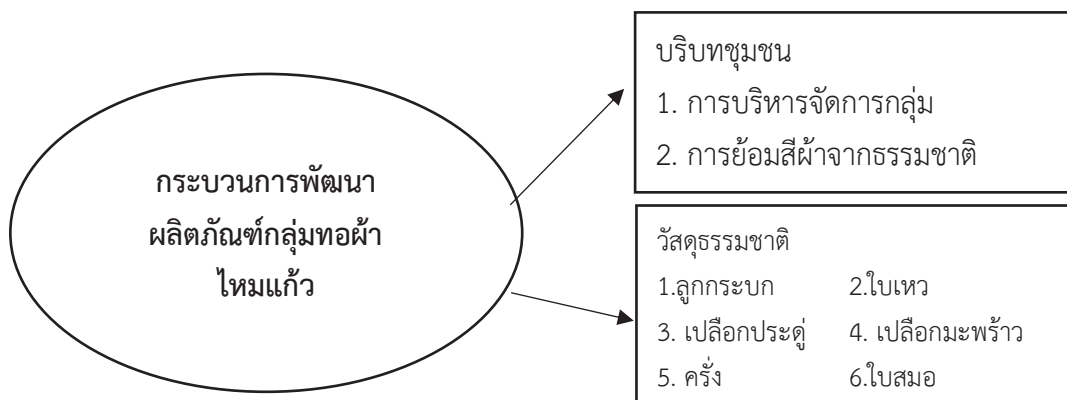 กระบวนการพัฒนา
ผลิตภัณฑ์กลุ่มทอผ้า
ไหมแก้ว
บริบทชุมชน
1. การบริหารจัดการกลุ่ม
2. การย้อมสีผ้าจากธรรมชาติ
วัสดุธรรมชาติ
1.ลูกกระบก 2.ใบเหว
3. เปลือกประดู่ 4. เปลือกมะพร้าว
5. ครั่ง 6.ใบสมอ